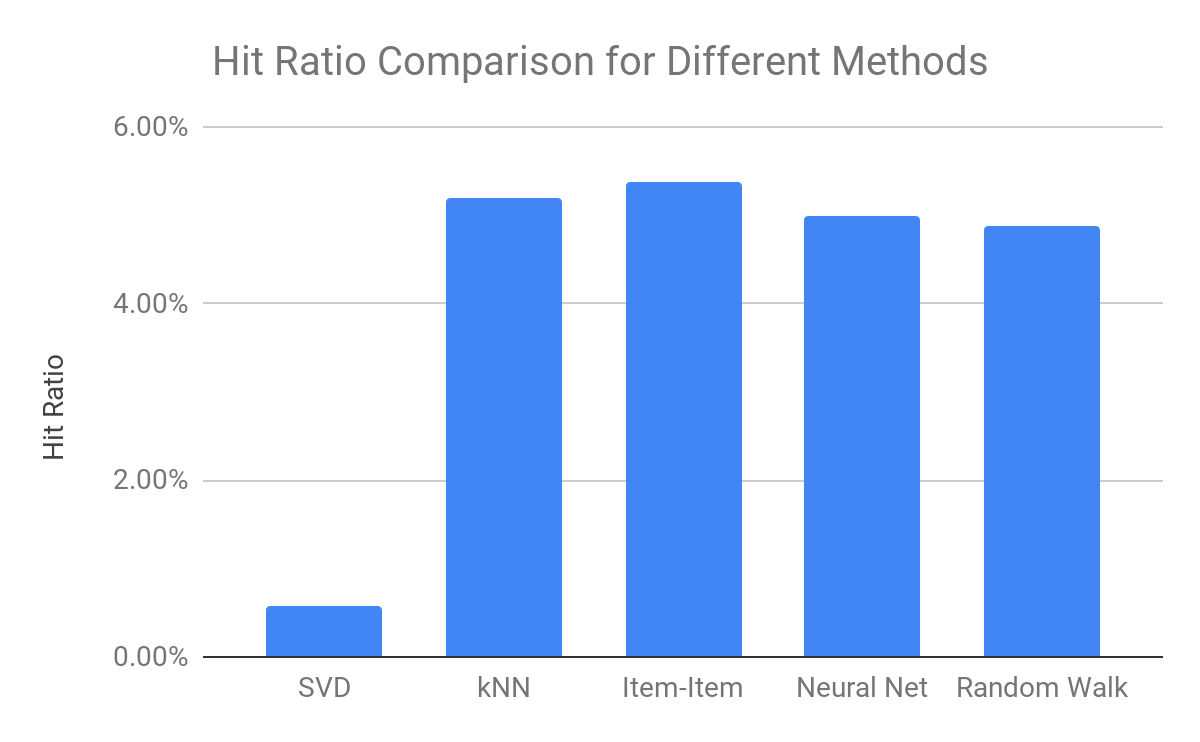 Hit Ratio Comparison for Different Methods
6.00%
4.00%
2.00%
0.00%
Hit Ratio
SVD
kNN
Item-Item
Neural Net
Random Walk